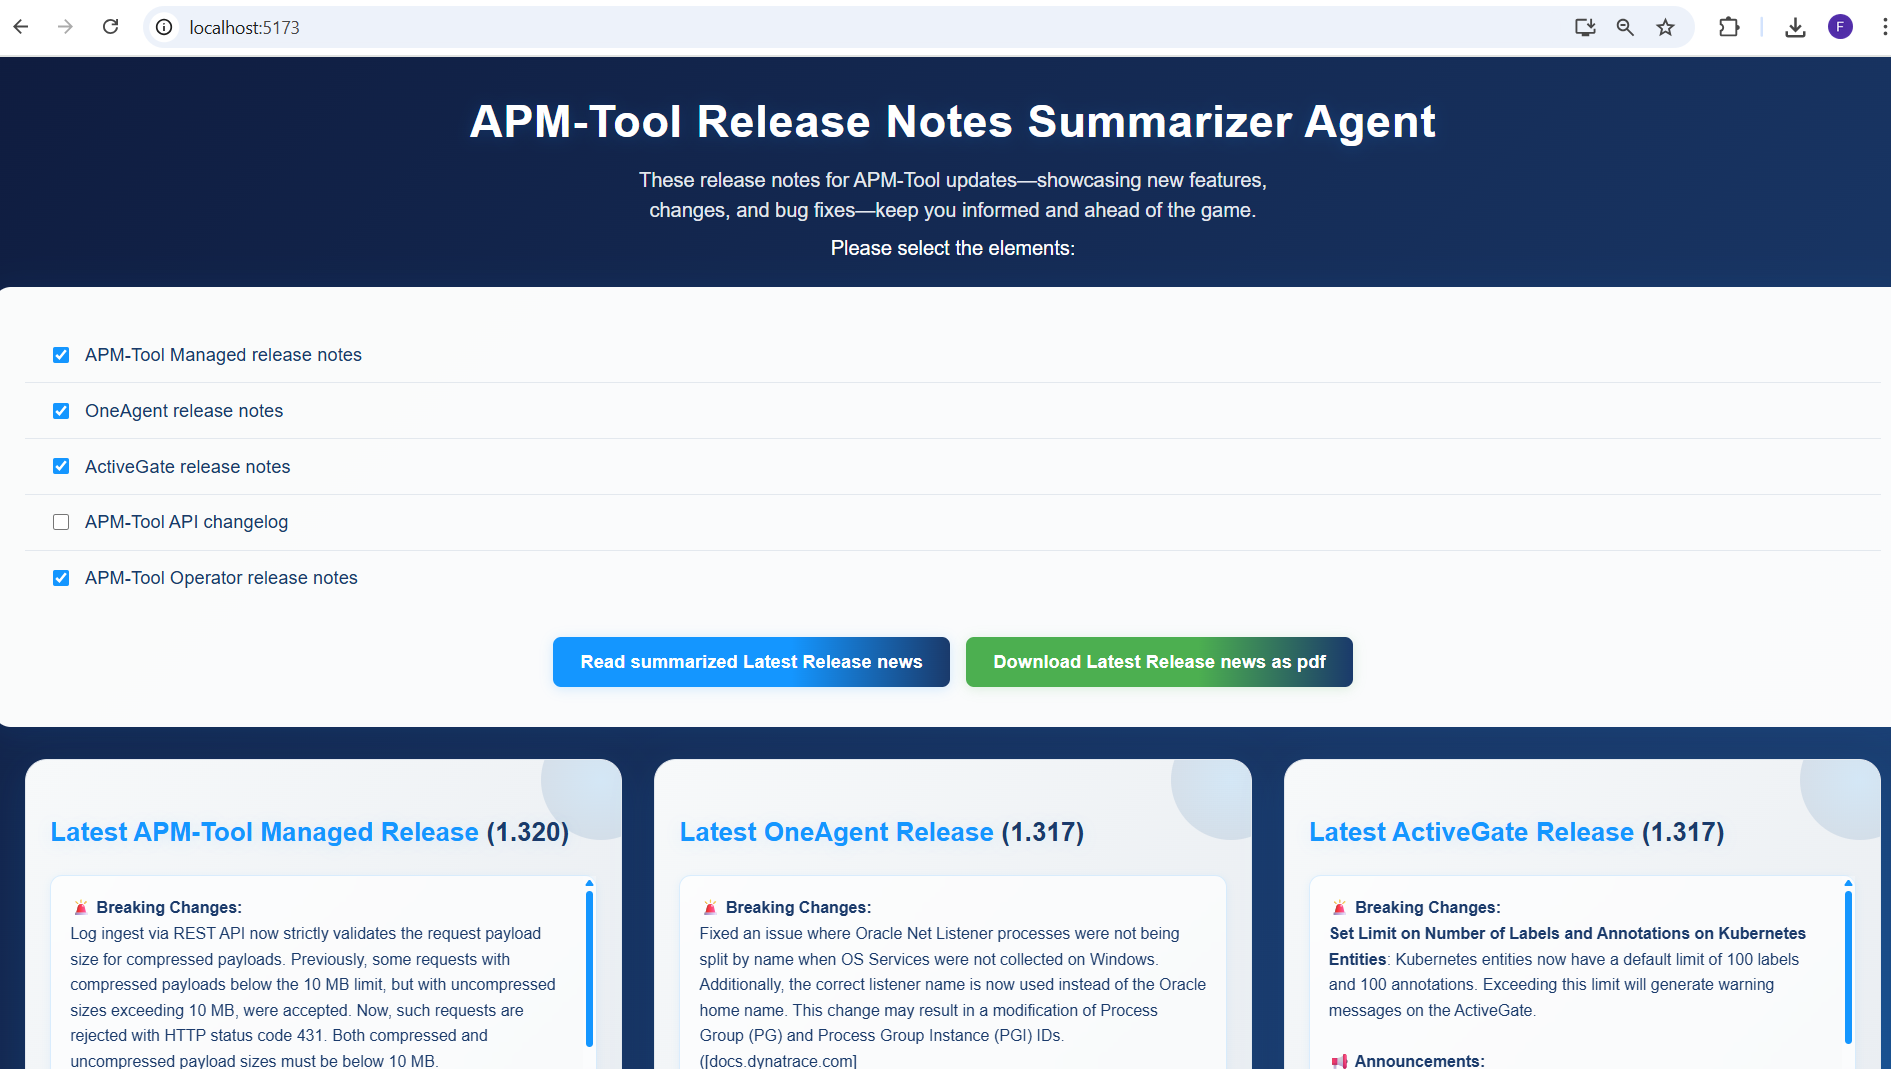 localhost:5173
F
APM-Tool Release Notes Summarizer Agent
These release notes for APM-Tool updates—showcasing new features,
changes, and bug fixes—keep you informed and ahead of the game.
Please select the elements:
APM-Tool Managed release notes
OneAgent release notes
ActiveGate release notes
APM-Tool API changelog
APM-Tool Operator release notes
Read summarized Latest Release news
Download Latest Release news as pdf
Latest APM-Tool Managed Release (1.320)
🚨 Breaking Changes:
Log ingest via REST API now strictly validates the request payload
size for compressed payloads. Previously, some requests with
compressed payloads below the 10 MB limit, but with uncompressed
sizes exceeding 10 MB, were accepted. Now, such requests are
rejected with HTTP status code 431. Both compressed and
uncompressed payload sizes must be below 10 MB.
Latest OneAgent Release (1.317)
🚨 Breaking Changes:
Fixed an issue where Oracle Net Listener processes were not being
split by name when OS Services were not collected on Windows.
Additionally, the correct listener name is now used instead of the Oracle
home name. This change may result in a modification of Process
Group (PG) and Process Group Instance (PGI) IDs.
([docs.dynatrace.com]
Latest ActiveGate Release (1.317)
🚨 Breaking Changes:
Set Limit on Number of Labels and Annotations on Kubernetes
Entities: Kubernetes entities now have a default limit of 100 labels
and 100 annotations. Exceeding this limit will generate warning
messages on the ActiveGate.
📢 Announcements: